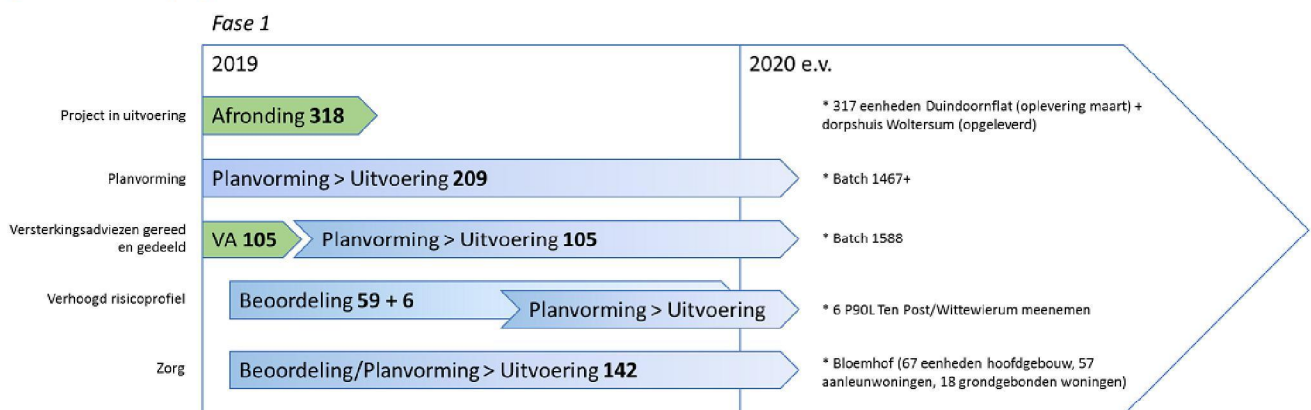 Fase 1
2019
2020 e.v.
Project in uitvoering
Afronding 318
* 317 eenheden Duindoornflat (oplevering maart) +
dorpshuis Woltersum (opgeleverd)
Planvorming
Planvorming > Uitvoering 209
* Batch 1467+
Versterkingsadviezen gereed
en gedeeld
VA 105
Planvorming > Uitvoering 105
* Batch 1588
Verhoogd risicoprofiel
Beoordeling 59 + 6
Planvorming > Uitvoering
* 6 P90L Ten Post/Wittewierum meenemen
Zorg
Beoordeling/Planvorming > Uitvoering 142
* Bloemhof (67 eenheden hoofdgebouw, 57
aanleunwoningen, 18 grondgebonden woningen)